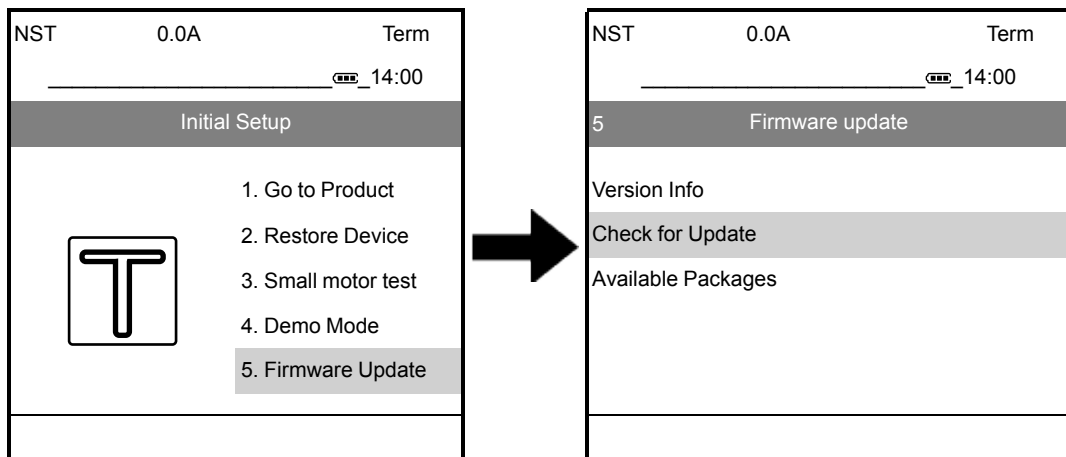 NST 0.0A Term
14:00
Initial Setup
1. Go to Product
2. Restore Device
3. Small motor test
4. Demo Mode
5. Firmware Update
NST 0.0A Term
14:00
5 Firmware update
Version Info
Check for Update
Available Packages